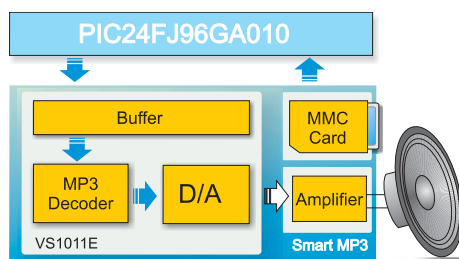 PIC24FJ96GA010
Buffer
MMC
Card
MP3
Decoder
D/A
Amplifier
VS1011E
Smart MP3